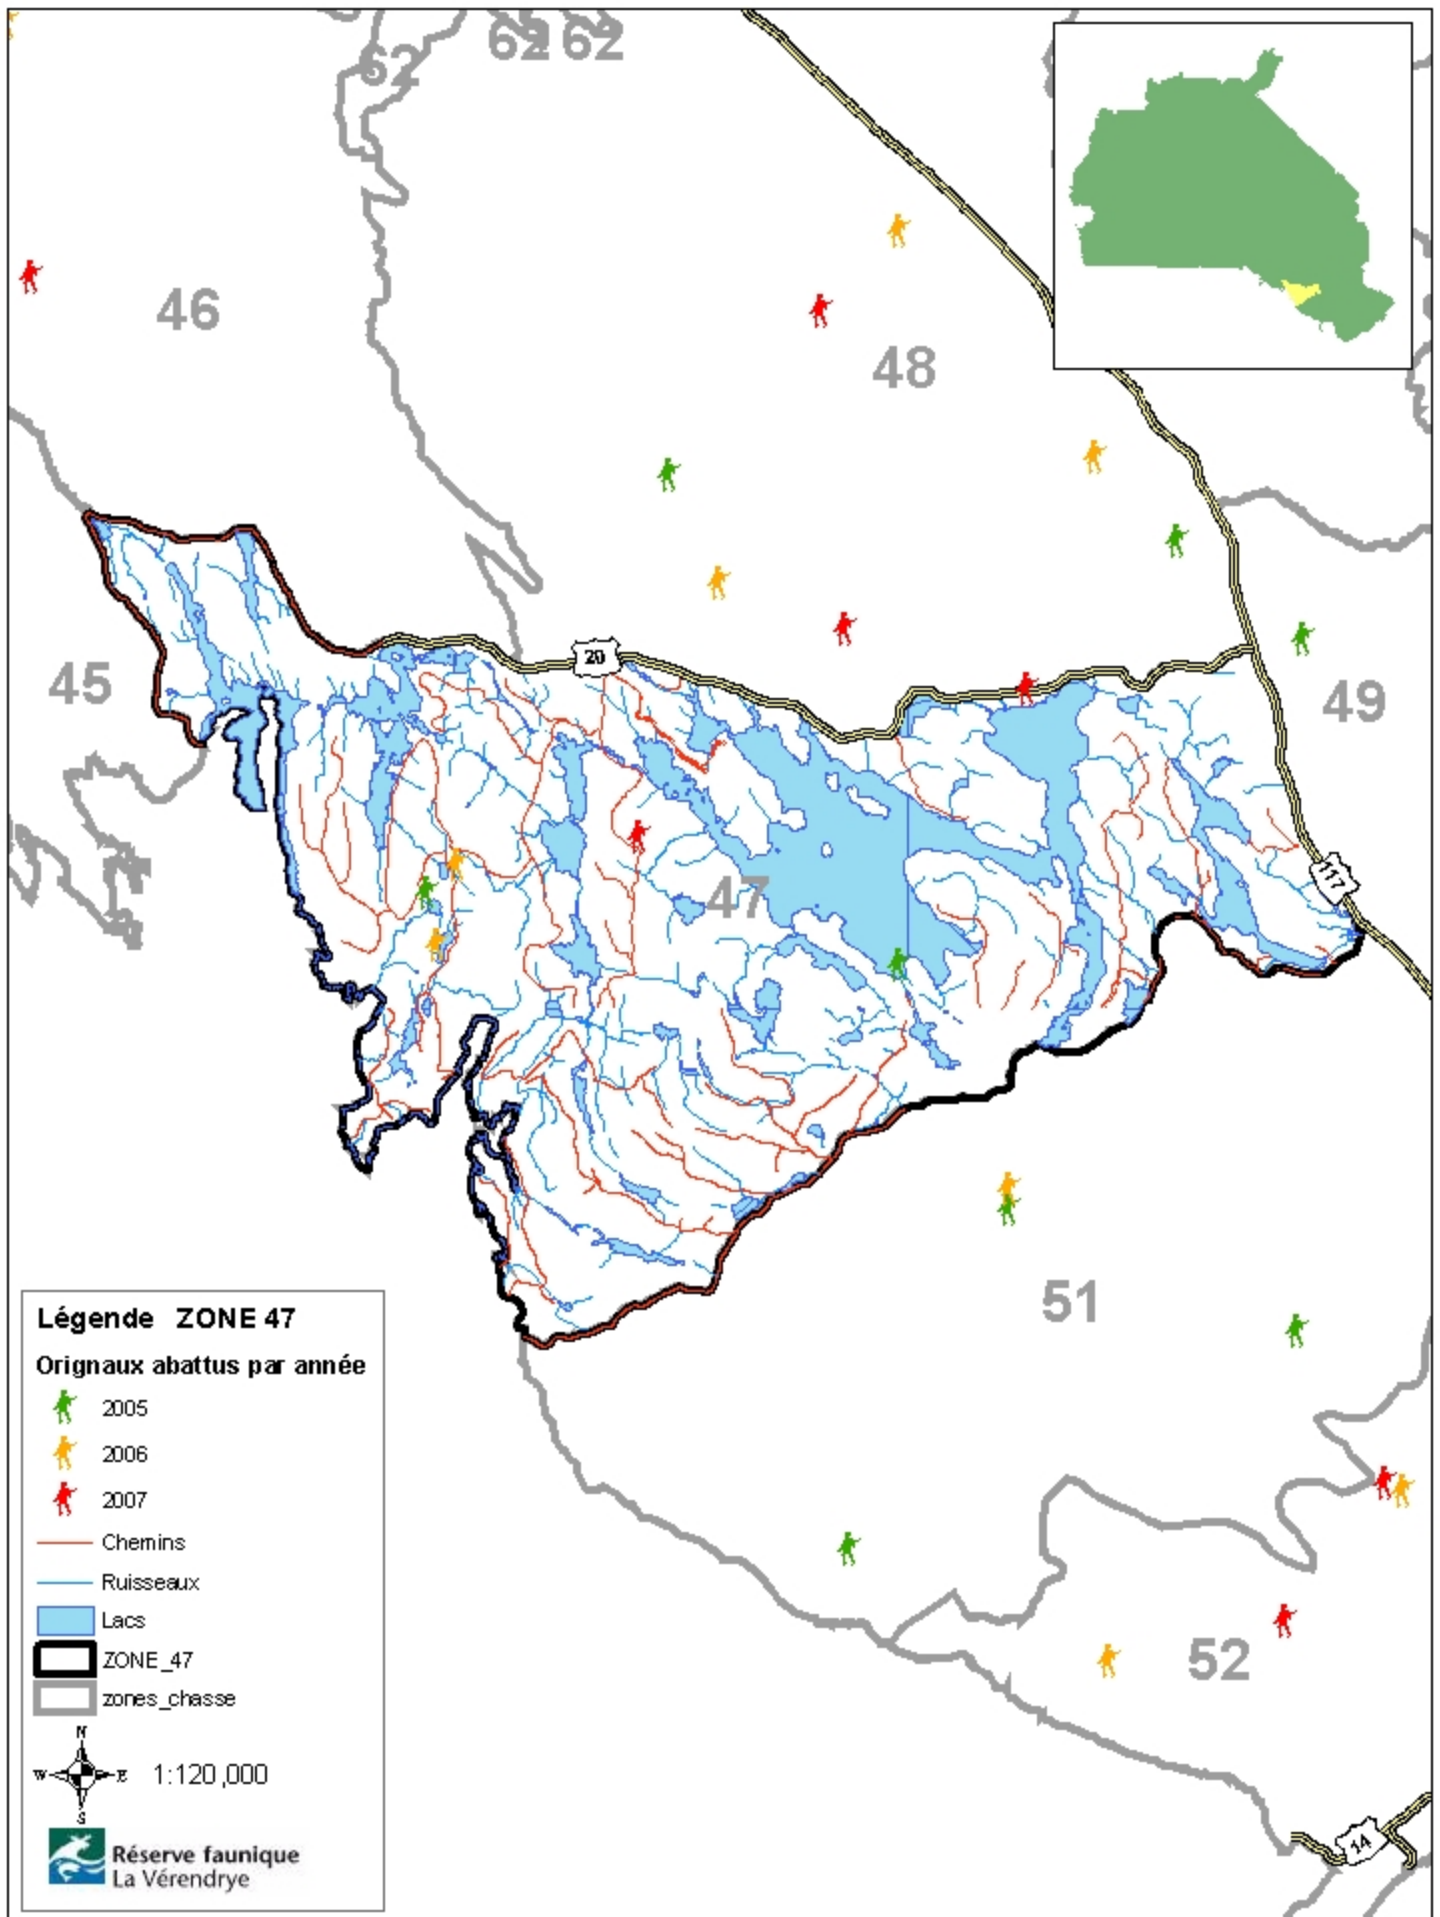 62
62
62
46
48
20
45
49
47
117
51
52
14
Légende ZONE 47
Orignaux abattus par année
2005
2006
2007
Chemins
Ruisseaux
Lacs
ZONE_47
zones_chasse
N
W E
S
1:120,000
Réserve faunique
La Vérendrye